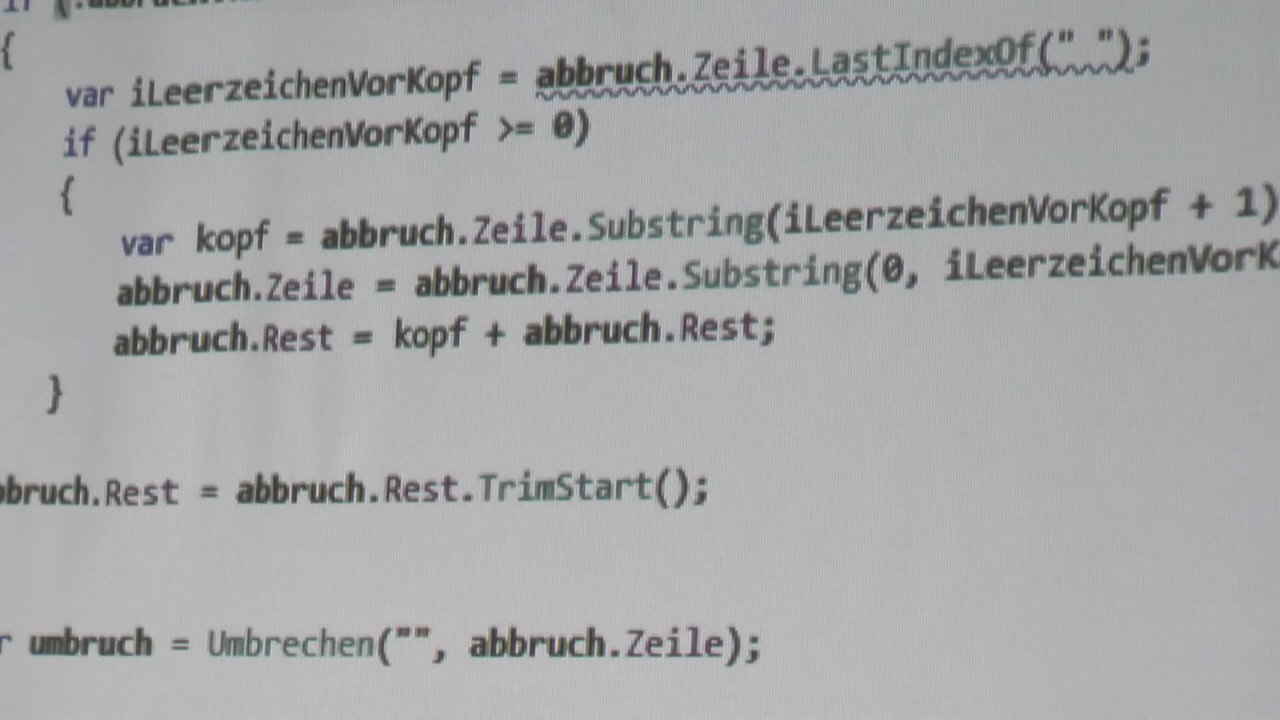 {
var iLeerzeichenVorKopf = abbruch.Zeile.LastIndexOf(" ");
if (iLeerzeichenVorKopf >= 0)
{
var kopf = abbruch.Zeile.Substring(iLeerzeichenVorKopf + 1)
abbruch.Zeile = abbruch.Zeile.Substring(0, iLeerzeichenVorK
abbruch.Rest = kopf + abbruch.Rest;
}
bbruch.Rest = abbruch.Rest.TrimStart();
r umbruch = Umbrechen("", abbruch.Zeile);